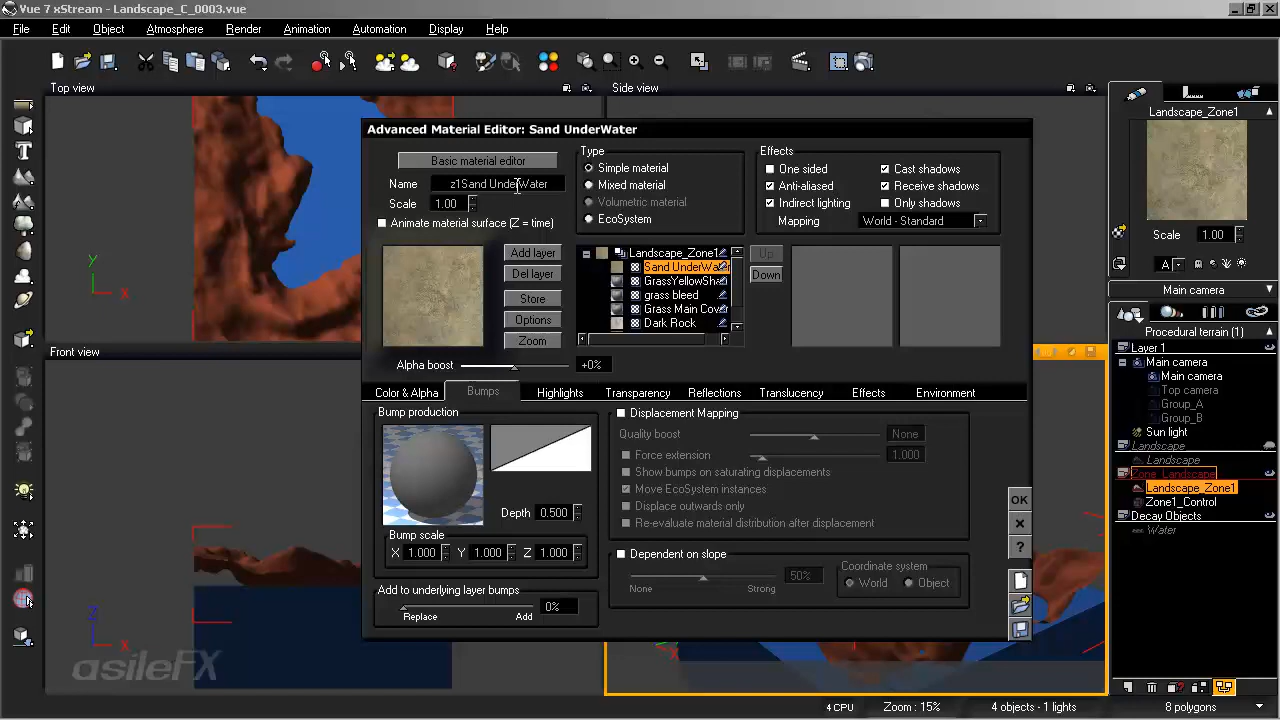 Vue 7 xStream - Landscape_C_0003.vue
File Edit Object Atmosphere Render Animation Automation Display Help
Top view
Side view
Landscape_Zone1
Advanced Material Editor: Sand UnderWater
Basic material editor
Name z1Sand UnderWater
Scale 1.00
Animate material surface (Z = time)
Type
Simple material
Mixed material
Volumetric material
EcoSystem
Effects
One sided Cast shadows
Anti-aliased Receive shadows
Indirect lighting Only shadows
Mapping World - Standard
Add layer
Del layer
Store
Options
Zoom
Landscape_Zone1
Sand UnderWater
GrassYellowSha
grass bleed
Grass Main Cover
Dark Rock
Up
Down
Alpha boost +0%
Color & Alpha Bumps Highlights Transparency Reflections Translucency Effects Environment
Bump production
Depth 0.500
Bump scale
X 1.000 Y 1.000 Z 1.000
Add to underlying layer bumps
0%
Replace Add
Displacement Mapping
Quality boost None
Force extension 1.000
Show bumps on saturating displacements
Move EcoSystem instances
Displace outwards only
Re-evaluate material distribution after displacement
Dependent on slope
50%
None Strong
Coordinate system
World Object
OK
?
Scale 1.00
A
Main camera
Procedural terrain (1)
Layer 1
Main camera
Main camera
Top camera
Group_A
Group_B
Sun light
Landscape
Landscape
Zone_Landscape
Landscape_Zone1
Zone1_Control
Decay Objects
Water
Y
X
Front view
Z
X
X
asileFX
4 CPU Zoom : 15% 4 objects - 1 lights 8 polygons